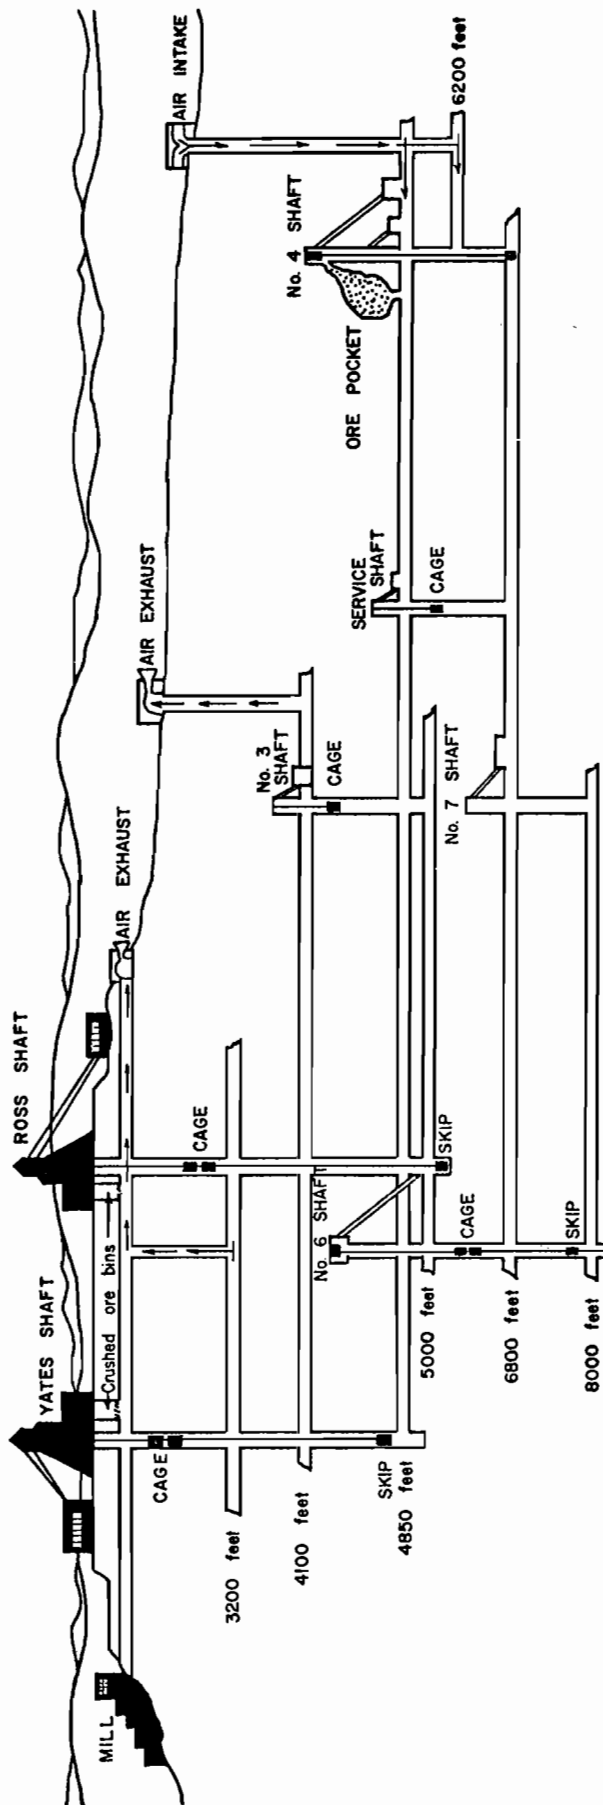 MILL
YATES SHAFT
Crushed ore bins
ROSS SHAFT
AIR EXHAUST
AIR EXHAUST
AIR INTAKE
CAGE
CAGE
3200 feet
4100 feet
SKIP
4850 feet
No. 6 SHAFT
SKIP
5000 feet
CAGE
6800 feet
SKIP
8000 feet
No. 3
SHAFT
CAGE
No. 7 SHAFT
SERVICE
SHAFT
CAGE
ORE POCKET
No. 4 SHAFT
6200 feet